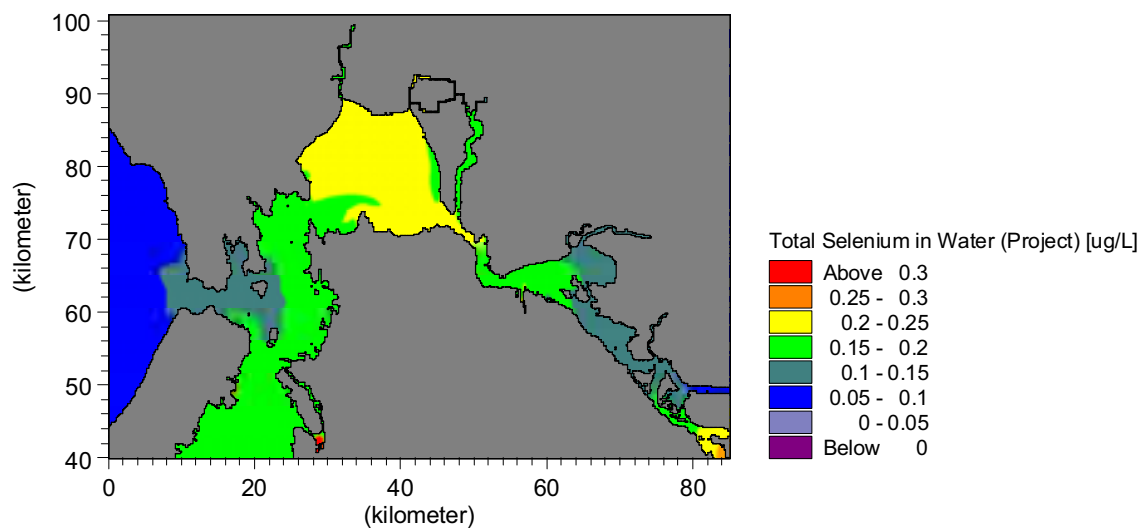 100
90
80
70
60
50
40
(kilometer)
0 20 40 60 80
(kilometer)
Total Selenium in Water (Project) [ug/L]
Above 0.3
0.25 - 0.3
0.2 - 0.25
0.15 - 0.2
0.1 - 0.15
0.05 - 0.1
0 - 0.05
Below 0